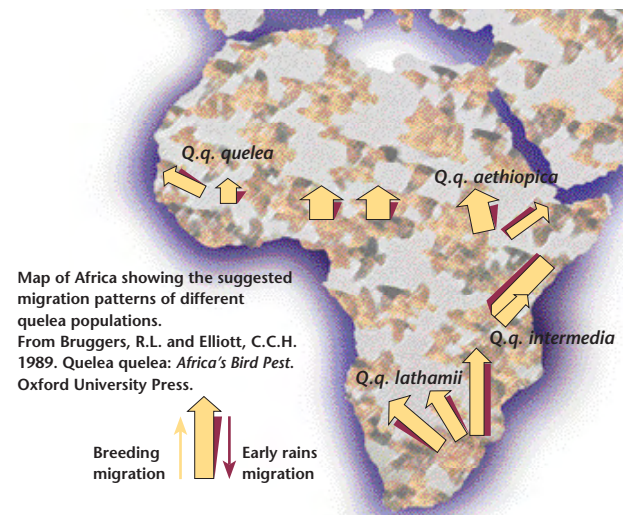 Q.q. quelea
Q.q. aethiopica
Map of Africa showing the suggested
migration patterns of different
quelea populations.
From Bruggers, R.L. and Elliott, C.C.H.
1989. Quelea quelea: Africa's Bird Pest.
Oxford University Press.
Q.q. intermedia
Q.q. lathamii
Breeding
migration
Early rains
migration